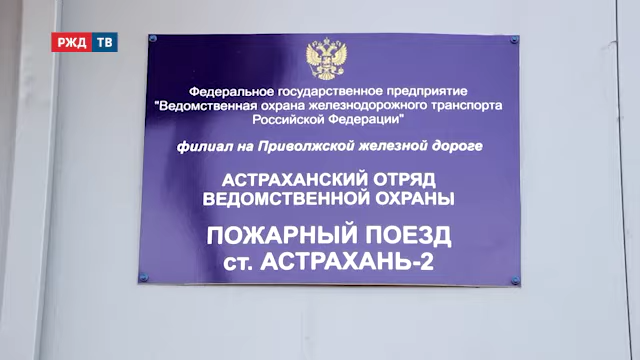 РЖД ТВ
Федеральное государственное предприятие
"Ведомственная охрана железнодорожного транспорта
Российской Федерации"
филиал на Приволжской железной дороге
АСТРАХАНСКИЙ ОТРЯД
ВЕДОМСТВЕННОЙ ОХРАНЫ
ПОЖАРНЫЙ ПОЕЗД
ст. АСТРАХАНЬ-2